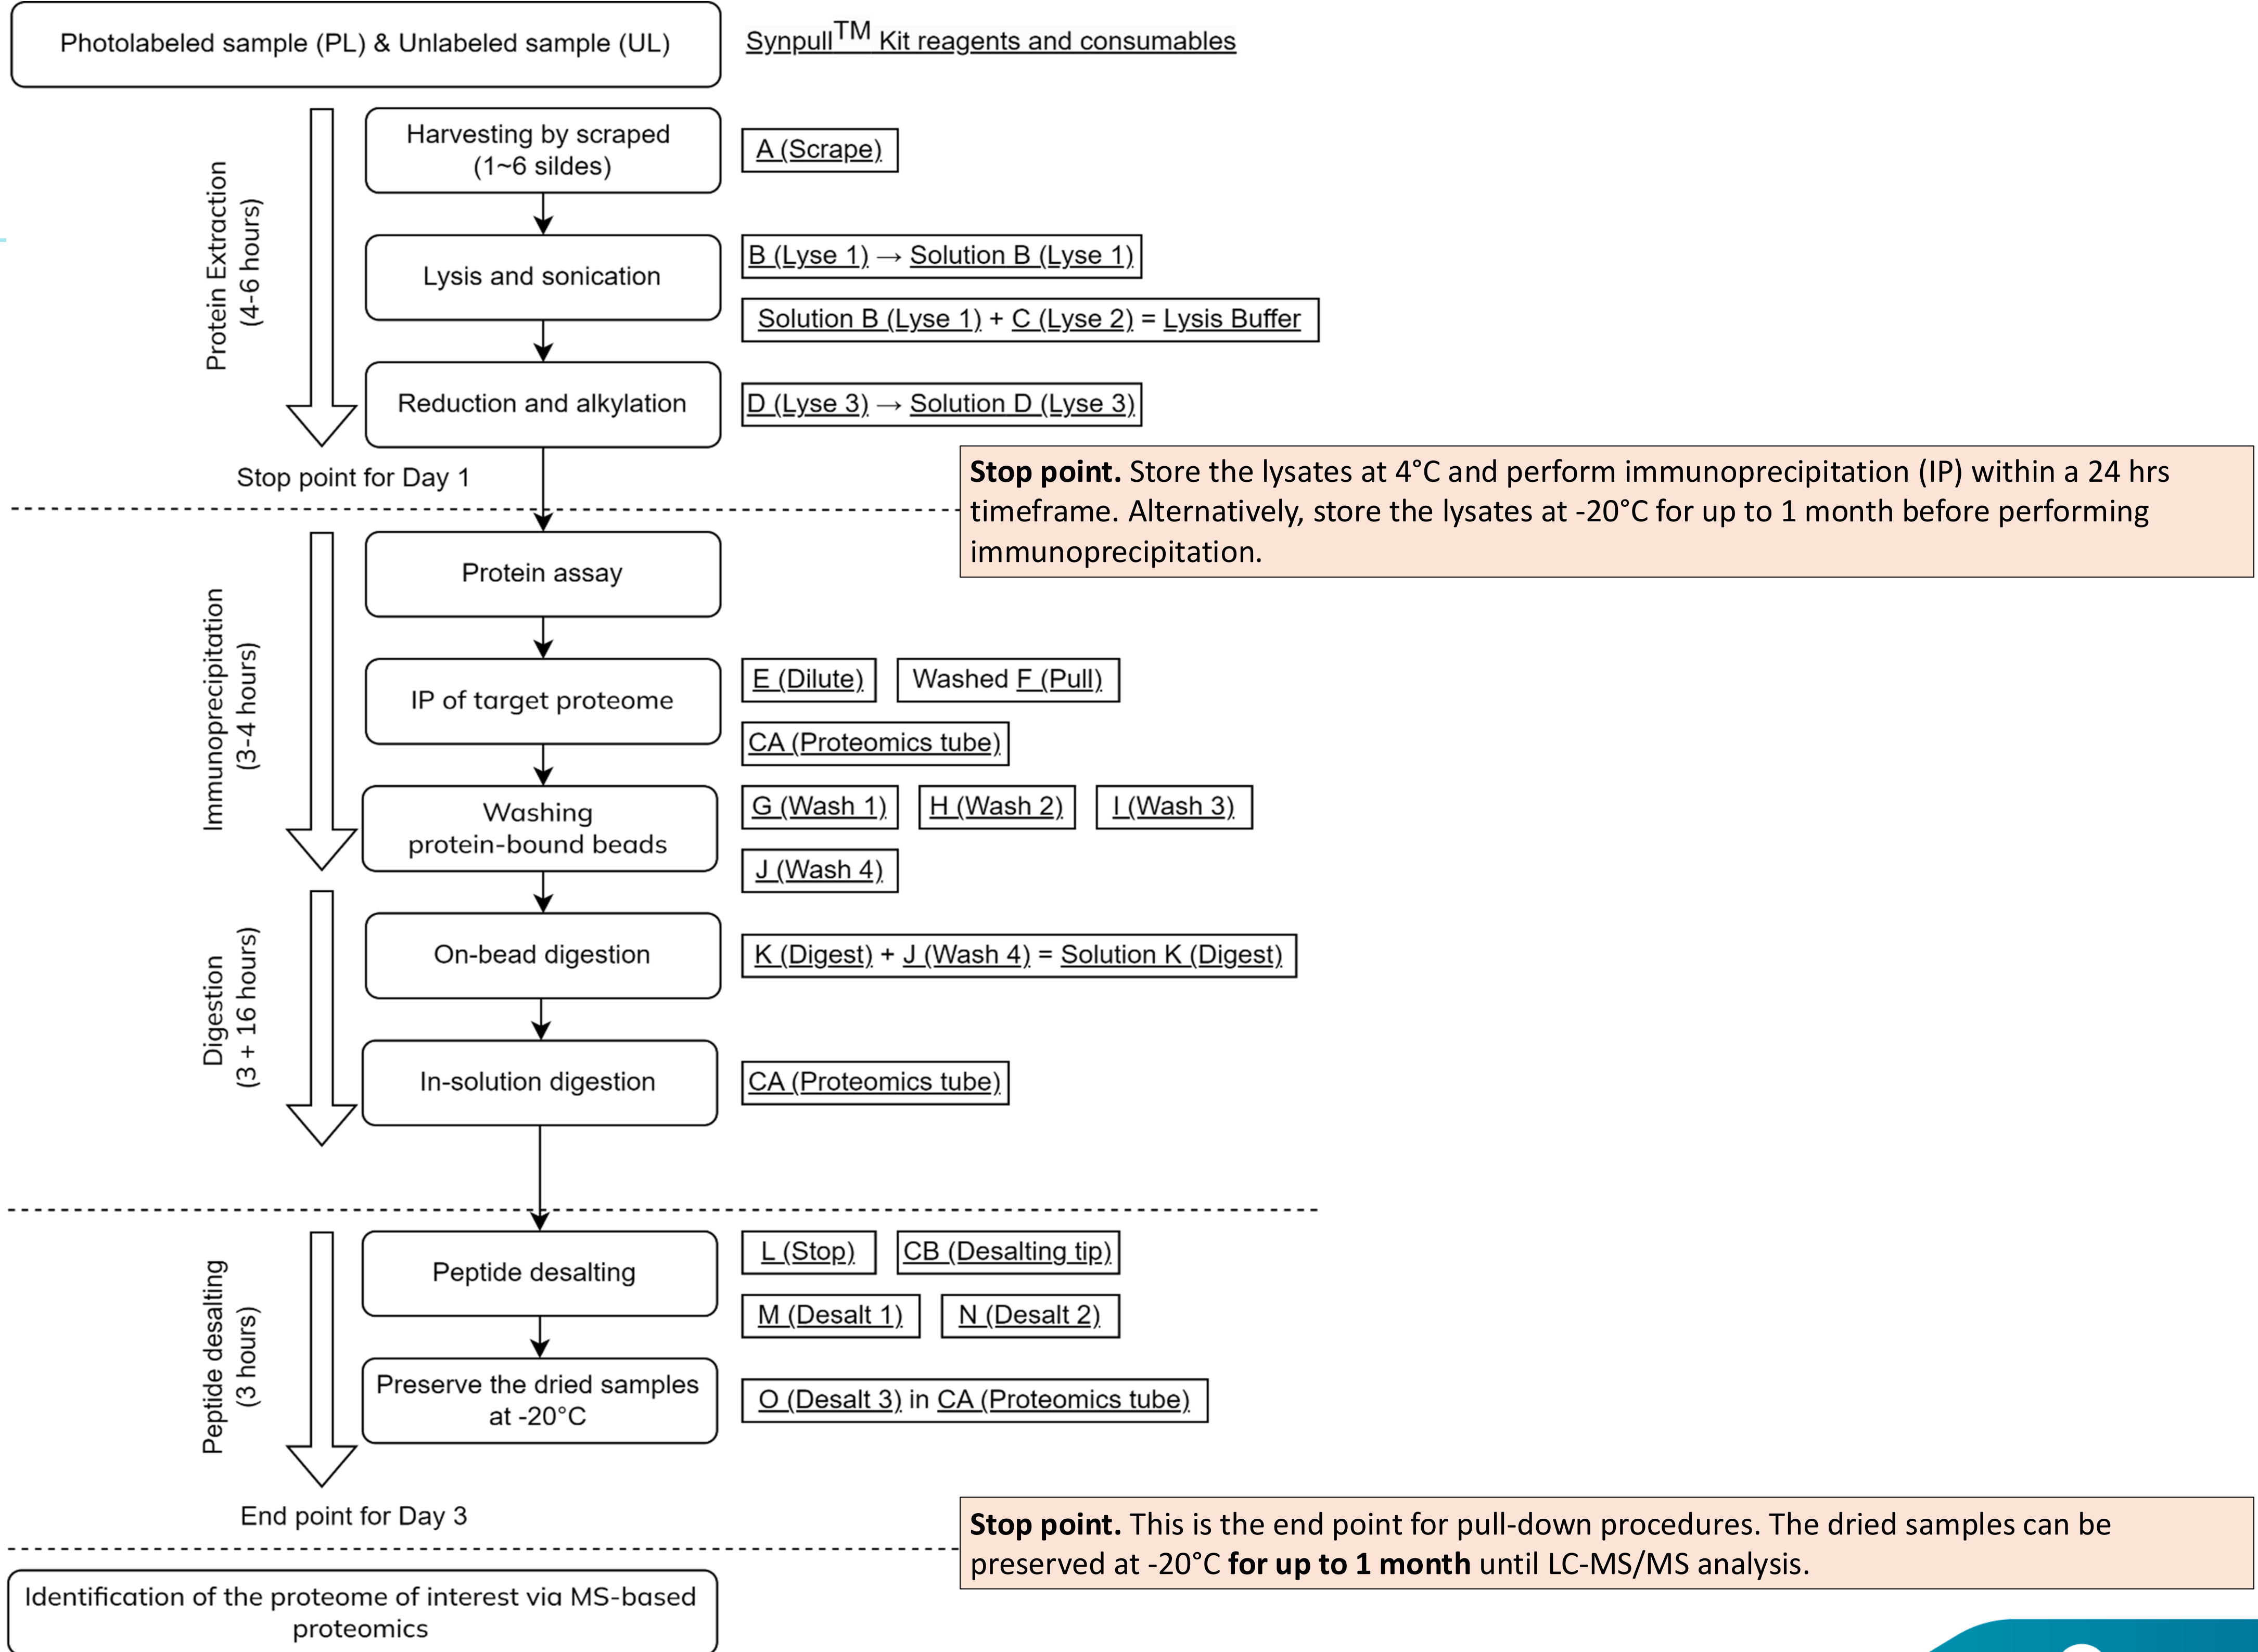 Photolabeled sample (PL) & Unlabeled sample (UL)
Synpull™ Kit reagents and consumables
Protein Extraction
(4-6 hours)
Harvesting by scraped
(1~6 sildes)
A (Scrape)
Lysis and sonication
B (Lyse 1) → Solution B (Lyse 1)
Solution B (Lyse 1) + C (Lyse 2) = Lysis Buffer
Reduction and alkylation
D (Lyse 3) → Solution D (Lyse 3)
Stop point for Day 1
Stop point. Store the lysates at 4°C and perform immunoprecipitation (IP) within a 24 hrs
timeframe. Alternatively, store the lysates at -20°C for up to 1 month before performing
immunoprecipitation.
Immunoprecipitation
(3-4 hours)
Protein assay
IP of target proteome
E (Dilute)
Washed F (Pull)
CA (Proteomics tube)
Washing
protein-bound beads
G (Wash 1)
H (Wash 2)
I (Wash 3)
J (Wash 4)
Digestion
(3 + 16 hours)
On-bead digestion
K (Digest) + J (Wash 4) = Solution K (Digest)
In-solution digestion
CA (Proteomics tube)
Peptide desalting
(3 hours)
Peptide desalting
L (Stop)
CB (Desalting tip)
M (Desalt 1)
N (Desalt 2)
Preserve the dried samples
at -20°C
O (Desalt 3) in CA (Proteomics tube)
End point for Day 3
Stop point. This is the end point for pull-down procedures. The dried samples can be
preserved at -20°C for up to 1 month until LC-MS/MS analysis.
Identification of the proteome of interest via MS-based
proteomics